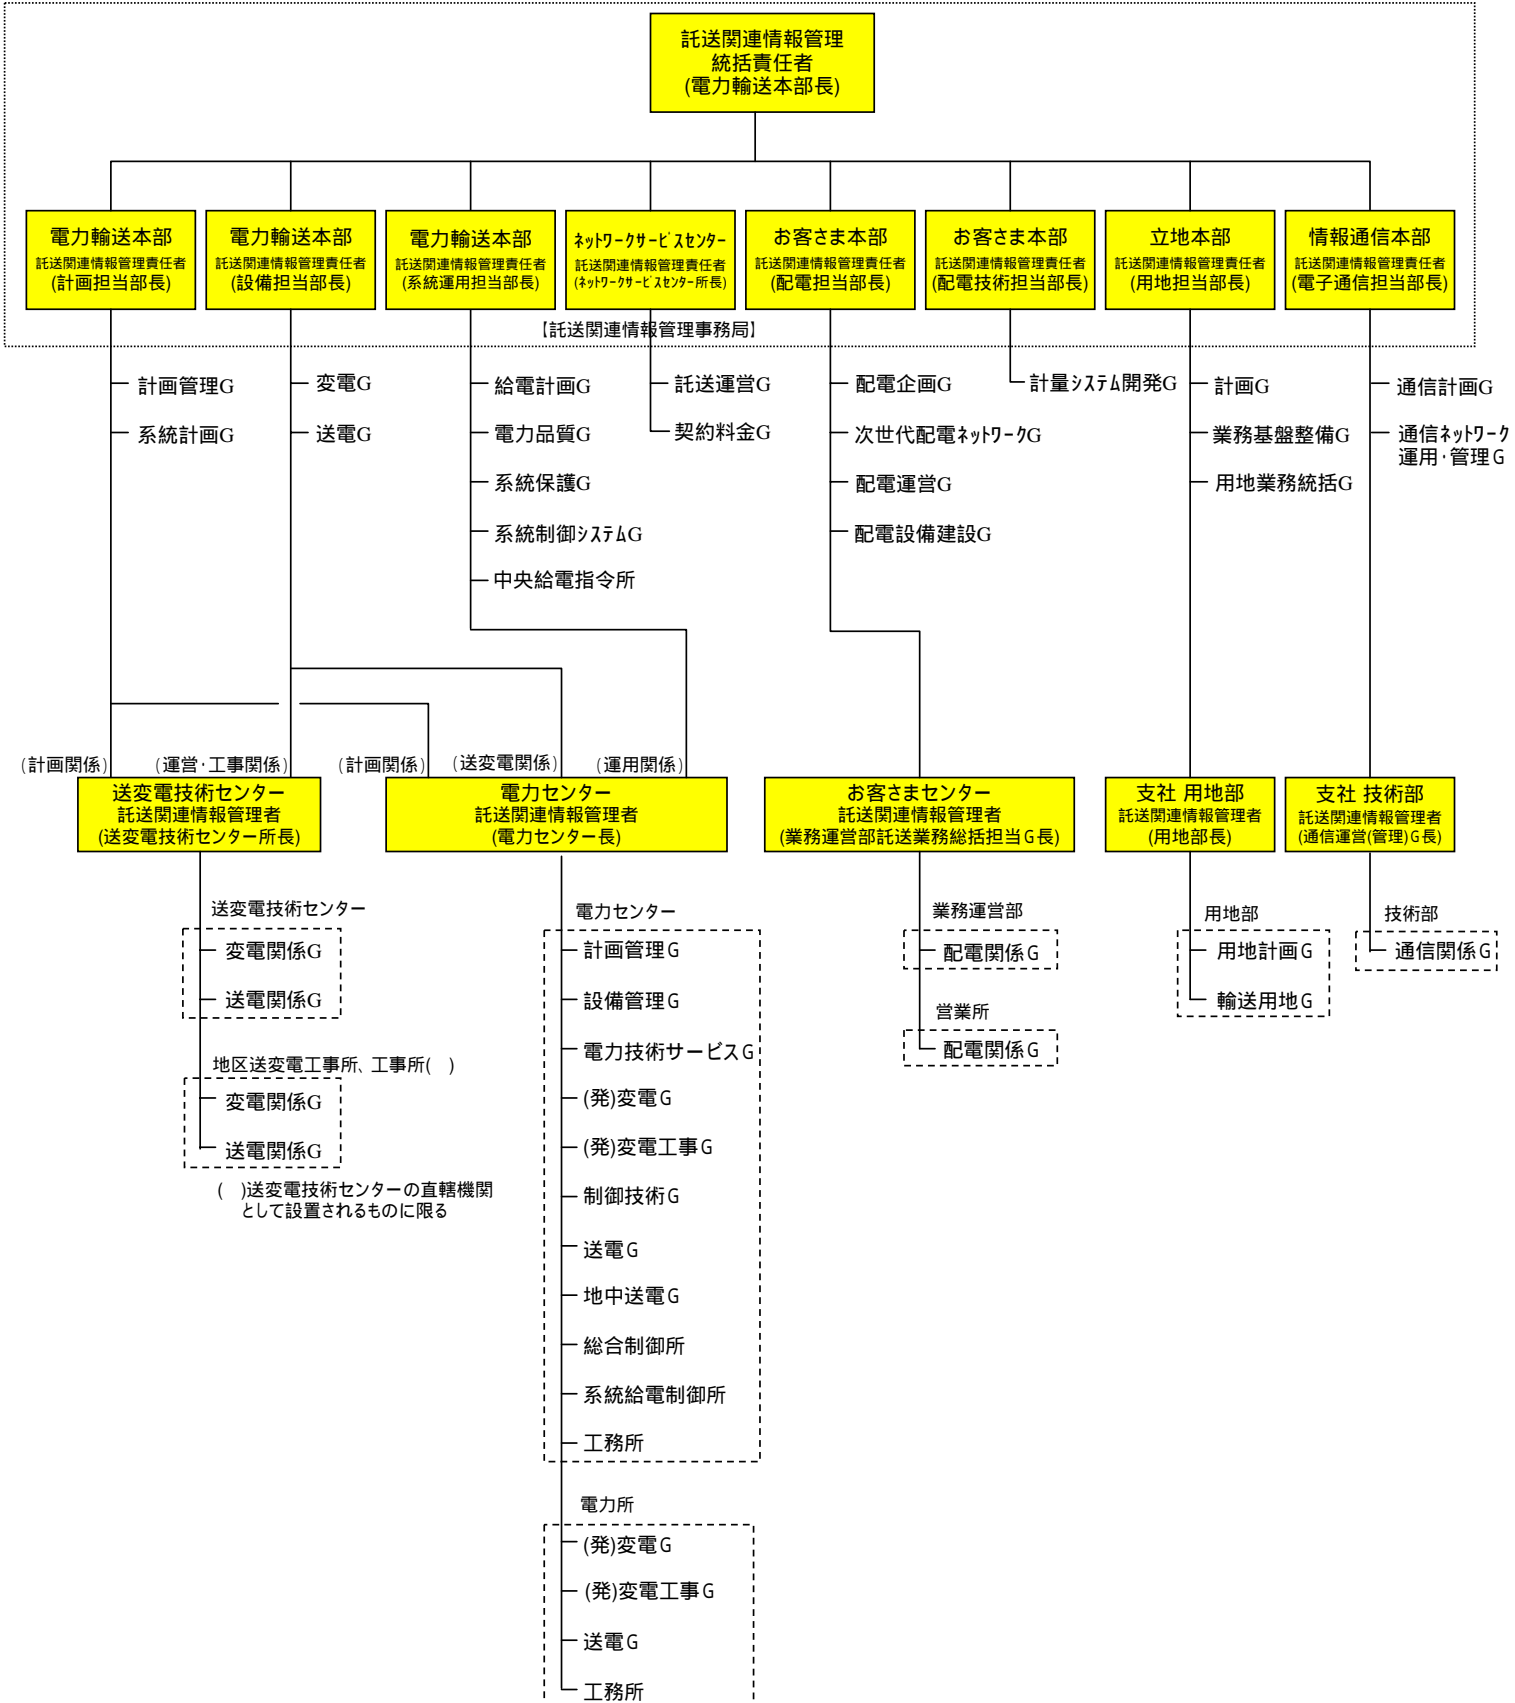 託送関連情報管理
統括責任者
(電力輸送本部長)
電力輸送本部
託送関連情報管理責任者
(計画担当部長)
電力輸送本部
託送関連情報管理責任者
(設備担当部長)
電力輸送本部
託送関連情報管理責任者
(系統運用担当部長)
ネットワークサービスセンター
託送関連情報管理責任者
(ネットワークサービスセンター所長)
お客さま本部
託送関連情報管理責任者
(配電担当部長)
お客さま本部
託送関連情報管理責任者
(配電技術担当部長)
立地本部
託送関連情報管理責任者
(用地担当部長)
情報通信本部
託送関連情報管理責任者
(電子通信担当部長)
【託送関連情報管理事務局】
計画管理G
系統計画G
変電G
送電G
給電計画G
電力品質G
系統保護G
系統制御システムG
中央給電指令所
託送運営G
契約料金G
配電企画G
次世代配電ネットワークG
配電運営G
配電設備建設G
計量システム開発G
計画G
業務基盤整備G
用地業務統括G
通信計画G
通信ネットワーク
運用・管理G
(計画関係)
(運営・工事関係)
(計画関係)
(送変電関係)
(運用関係)
送変電技術センター
託送関連情報管理者
(送変電技術センター所長)
電力センター
託送関連情報管理者
(電力センター長)
お客さまセンター
託送関連情報管理者
(業務運営部託送業務総括担当G長)
支社 用地部
託送関連情報管理者
(用地部長)
支社 技術部
託送関連情報管理者
(通信運営(管理)G長)
送変電技術センター
変電関係G
送電関係G
地区送変電工事所、工事所(　)
変電関係G
送電関係G
(　)送変電技術センターの直轄機関
として設置されるものに限る
電力センター
計画管理G
設備管理G
電力技術サービスG
(発)変電G
(発)変電工事G
制御技術G
送電G
地中送電G
総合制御所
系統給電制御所
工務所
電力所
(発)変電G
(発)変電工事G
送電G
工務所
業務運営部
配電関係G
営業所
配電関係G
用地部
用地計画G
輸送用地G
技術部
通信関係G